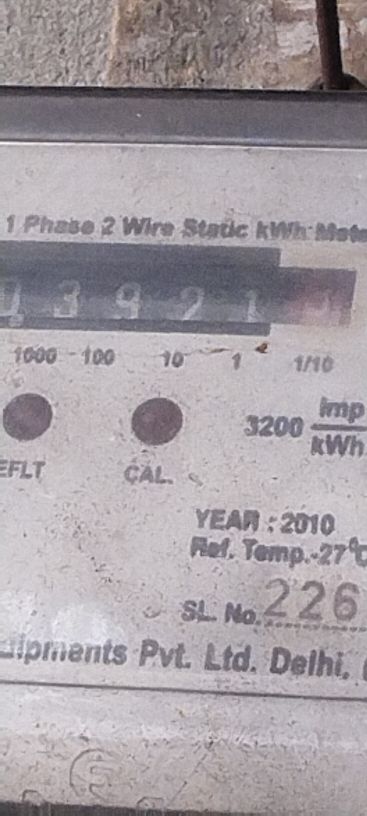 1 Phase 2 Wire Static kWh Mete
3 9 2 1
1000 100 10 1 1/10
3200 imp/kWh
EFLT CAL.
YEAR : 2010
Ref. Temp.-27°C
SL. No. 226
uipments Pvt. Ltd. Delhi.